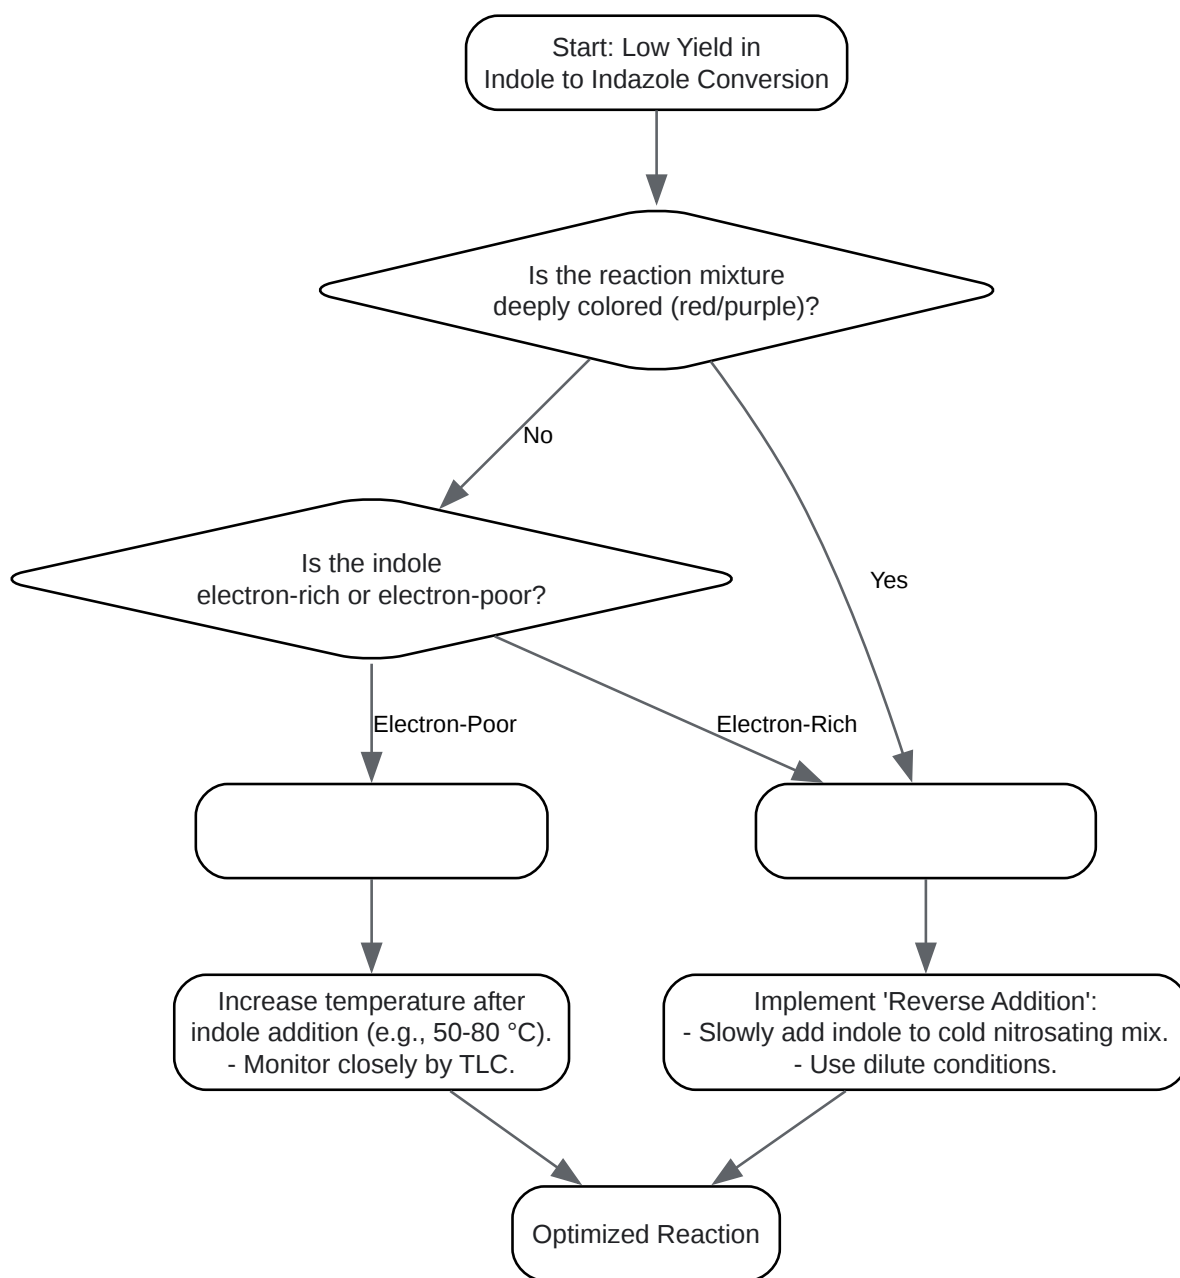 Start: Low Yield in
Indole to Indazole Conversion
Is the reaction mixture
deeply colored (red/purple)?
No
Is the indole
electron-rich or electron-poor?
Yes
Electron-Poor
Electron-Rich
Increase temperature after
indole addition (e.g., 50-80 °C).
- Monitor closely by TLC.
Implement 'Reverse Addition':
- Slowly add indole to cold nitrosating mix.
- Use dilute conditions.
Optimized Reaction